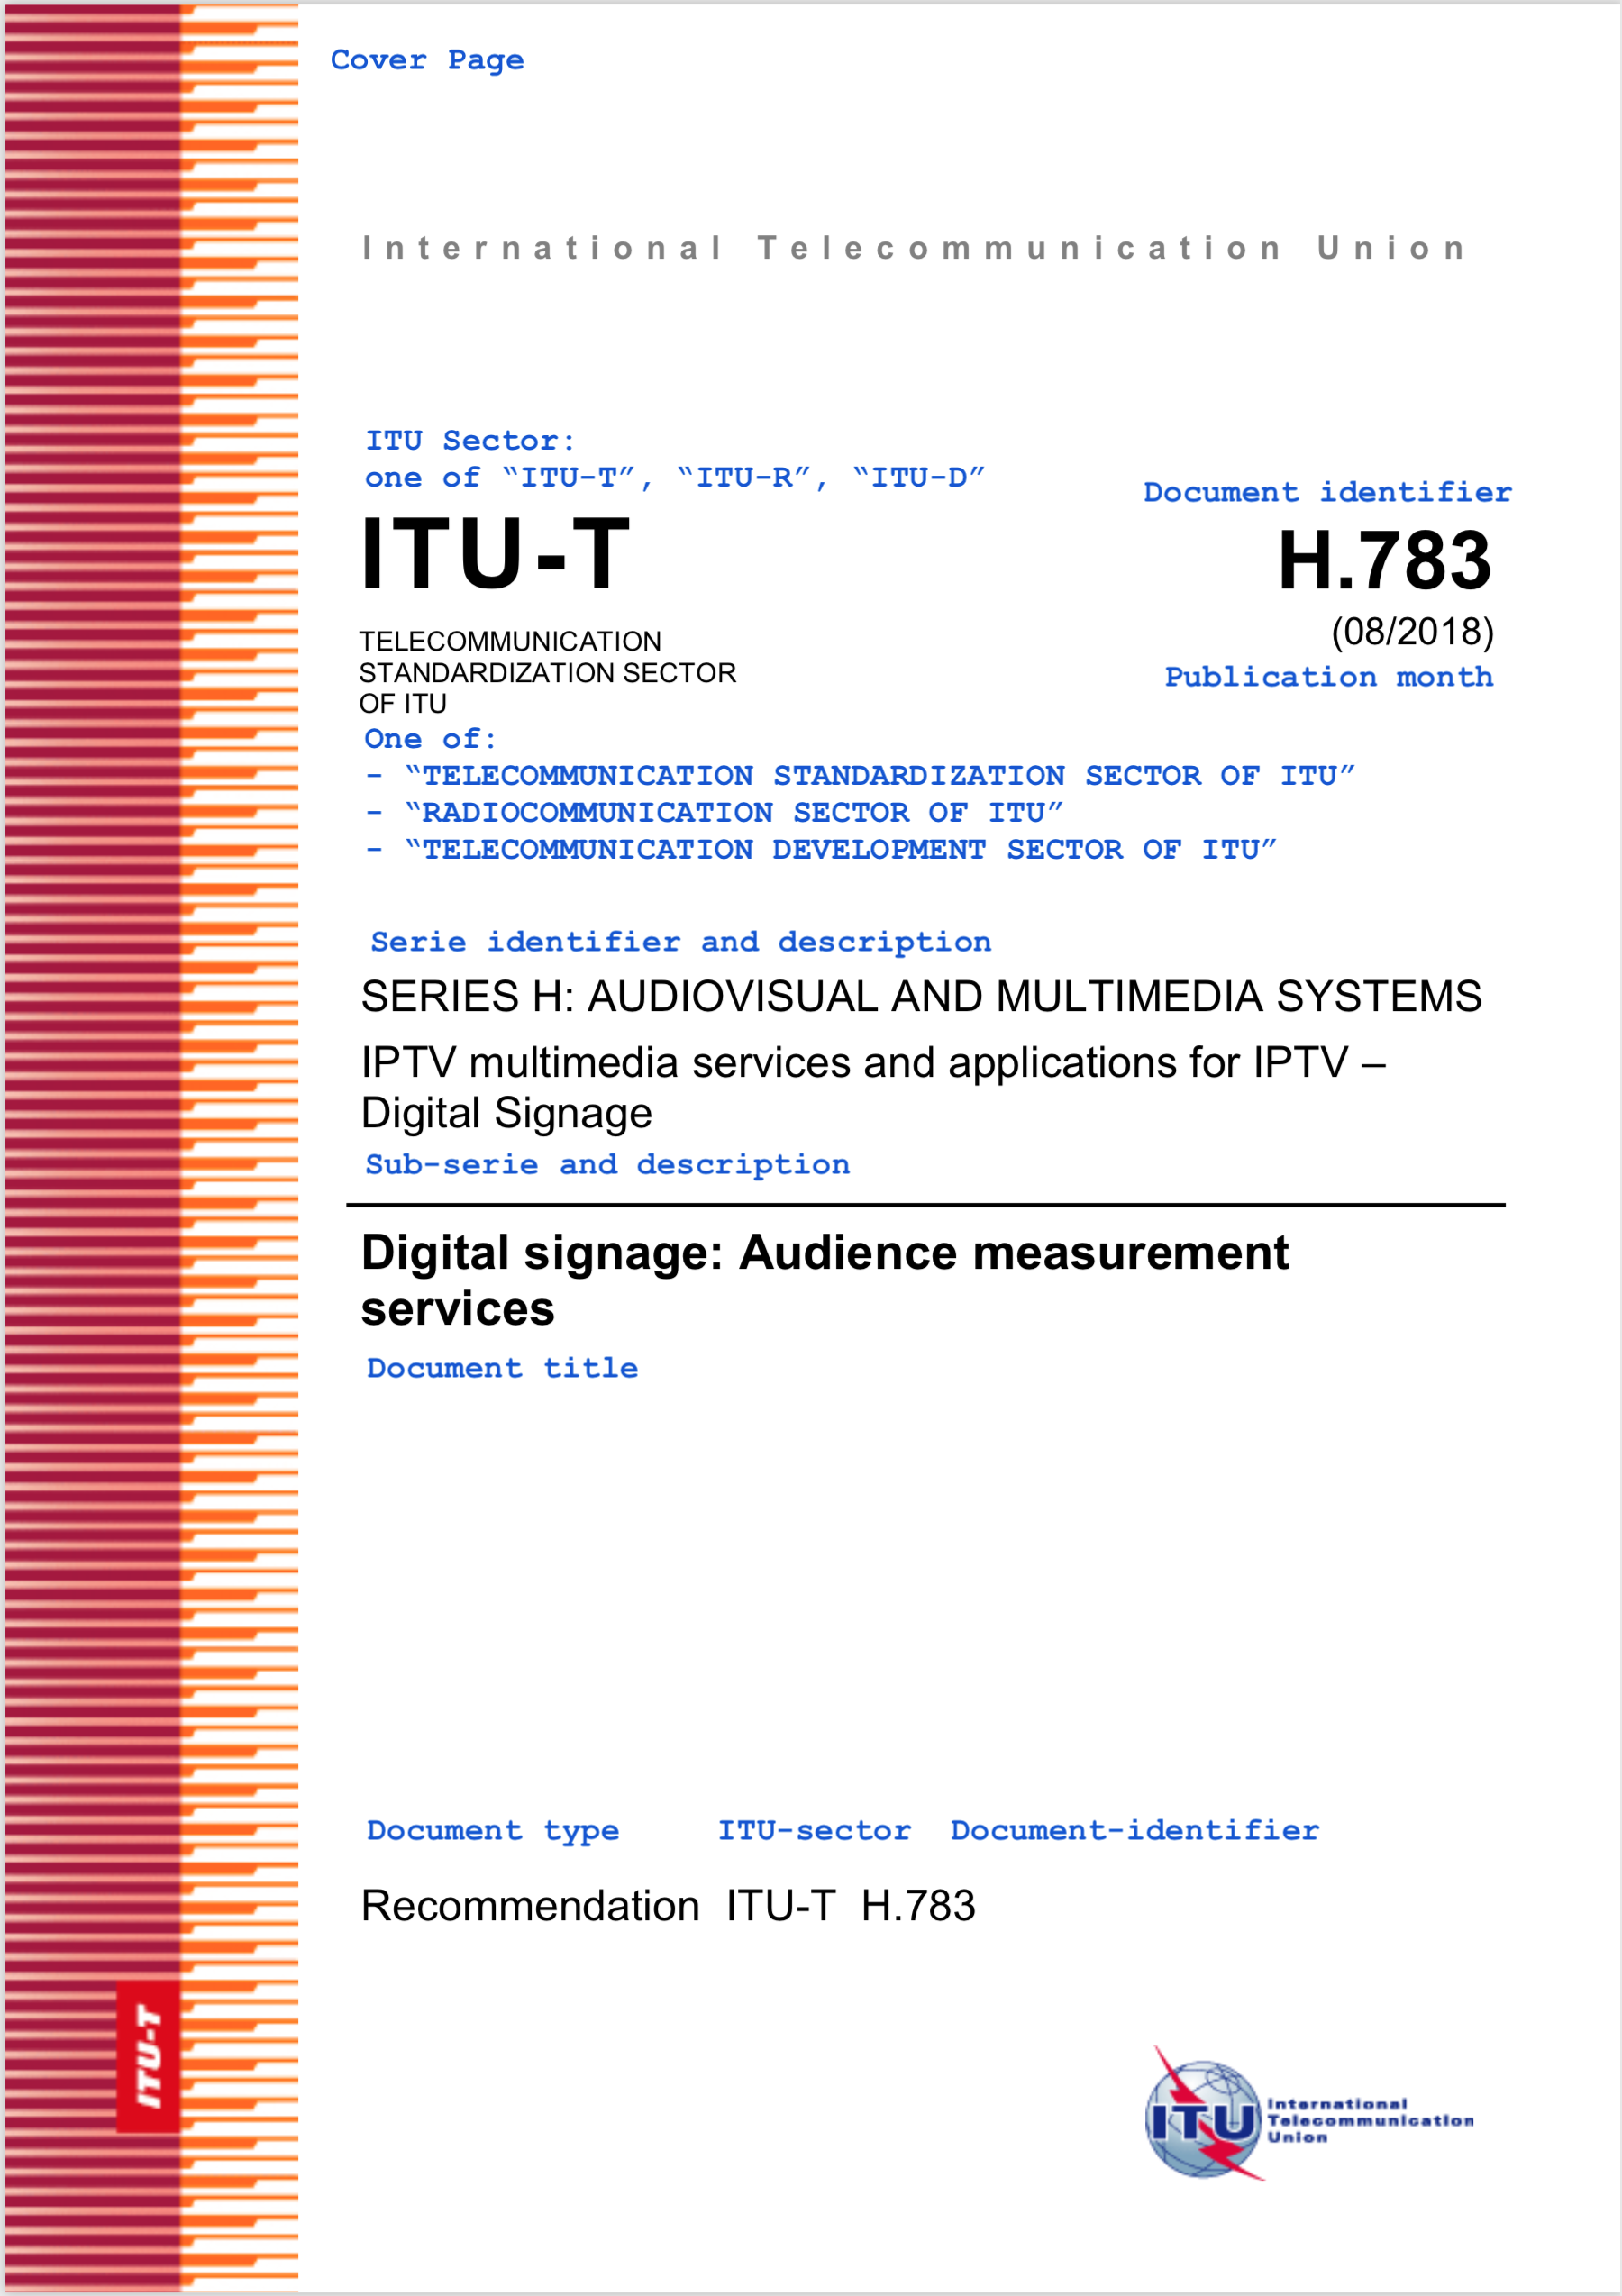 Cover Page
International Telecommunication Union
ITU Sector:
one of “ITU-T”, “ITU-R”, “ITU-D”
Document identifier
ITU-T
H.783
(08/2018)
TELECOMMUNICATION
STANDARDIZATION SECTOR
OF ITU
Publication month
One of:
- “TELECOMMUNICATION STANDARDIZATION SECTOR OF ITU”
- “RADIOCOMMUNICATION SECTOR OF ITU”
- “TELECOMMUNICATION DEVELOPMENT SECTOR OF ITU”
Serie identifier and description
SERIES H: AUDIOVISUAL AND MULTIMEDIA SYSTEMS
IPTV multimedia services and applications for IPTV –
Digital Signage
Sub-serie and description
Digital signage: Audience measurement
services
Document title
Document type ITU-sector Document-identifier
Recommendation ITU-T H.783
ITU-T
ITU
International
Telecommunication
Union